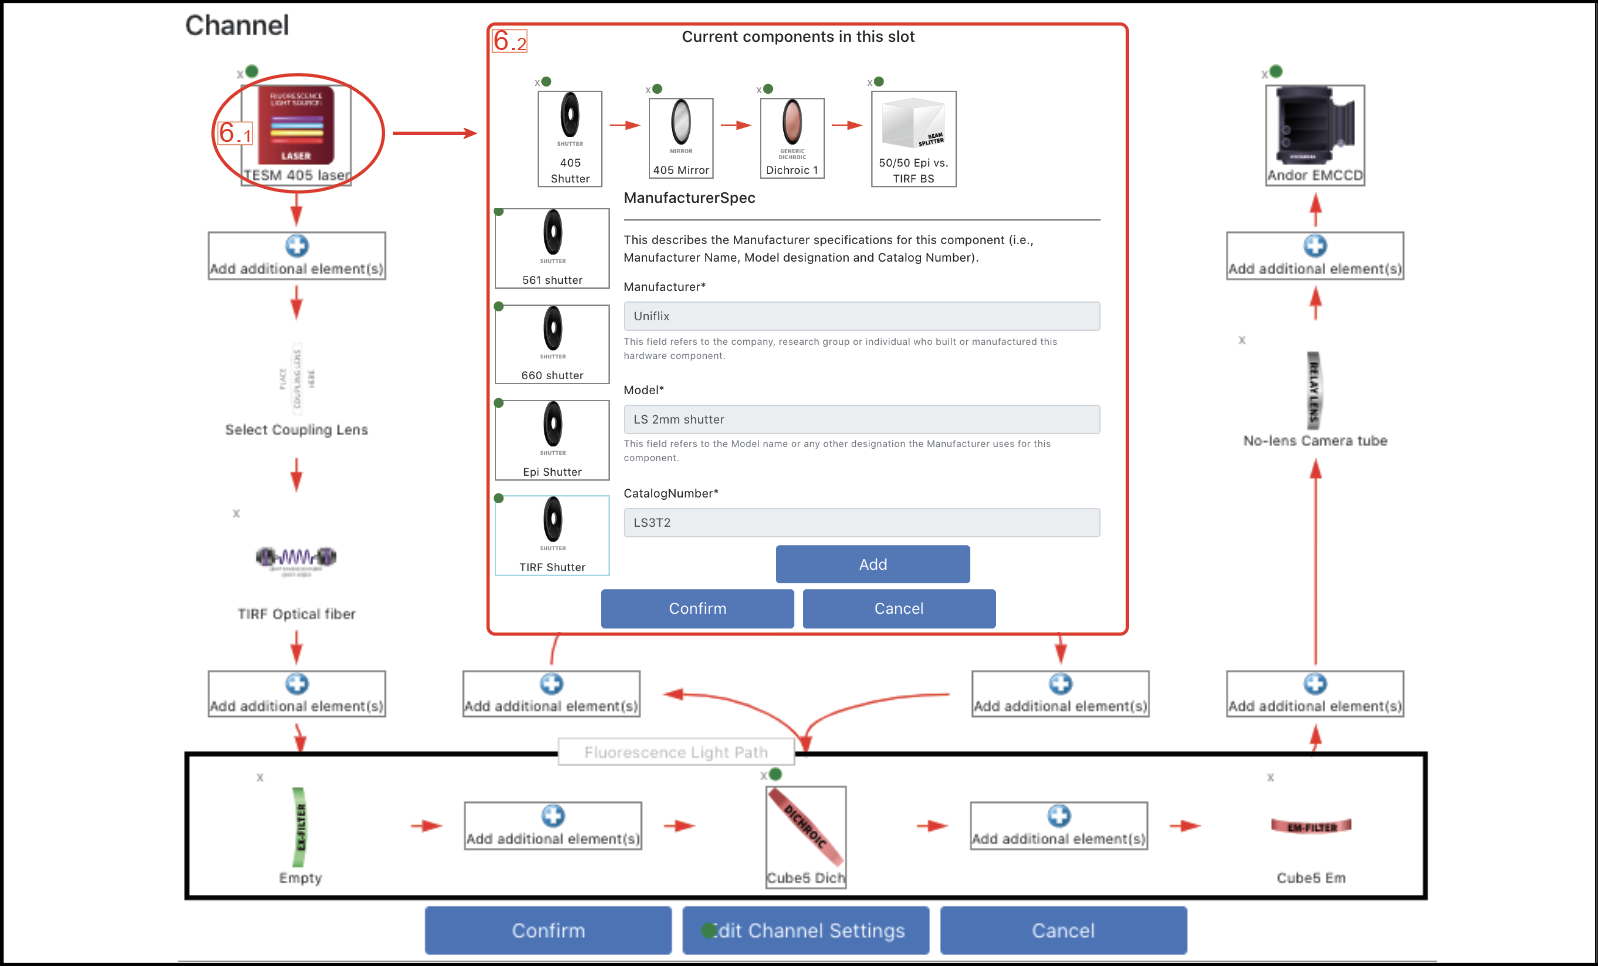 Channel
x
FLUORESCENCE
LIGHT SOURCE:
LASER
TESM 405 laser
6.1
Add additional element(s)
PLACE
COUPLING LENS
HERE
Select Coupling Lens
x
TIRF Optical fiber
Add additional element(s)
6.2
Current components in this slot
x
SHUTTER
405
Shutter
x
MIRROR
405 Mirror
x
GENERIC
DICHROIC
Dichroic 1
x
BEAM
SPLITTER
50/50 Epi vs.
TIRF BS
SHUTTER
561 shutter
SHUTTER
660 shutter
SHUTTER
Epi Shutter
SHUTTER
TIRF Shutter
ManufacturerSpec
This describes the Manufacturer specifications for this component (i.e.,
Manufacturer Name, Model designation and Catalog Number).
Manufacturer*
Uniflix
This field refers to the company, research group or individual who built or manufactured this
hardware component.
Model*
LS 2mm shutter
This field refers to the Model name or any other designation the Manufacturer uses for this
component.
CatalogNumber*
LS3T2
Add
Confirm
Cancel
Add additional element(s)
Add additional element(s)
x
Andor EMCCD
Add additional element(s)
x
RELAY LENS
No-lens Camera tube
Add additional element(s)
Fluorescence Light Path
x
EX-FILTER
Empty
Add additional element(s)
x
DICHROIC
Cube5 Dich
Add additional element(s)
x
EM-FILTER
Cube5 Em
Confirm
dit Channel Settings
Cancel